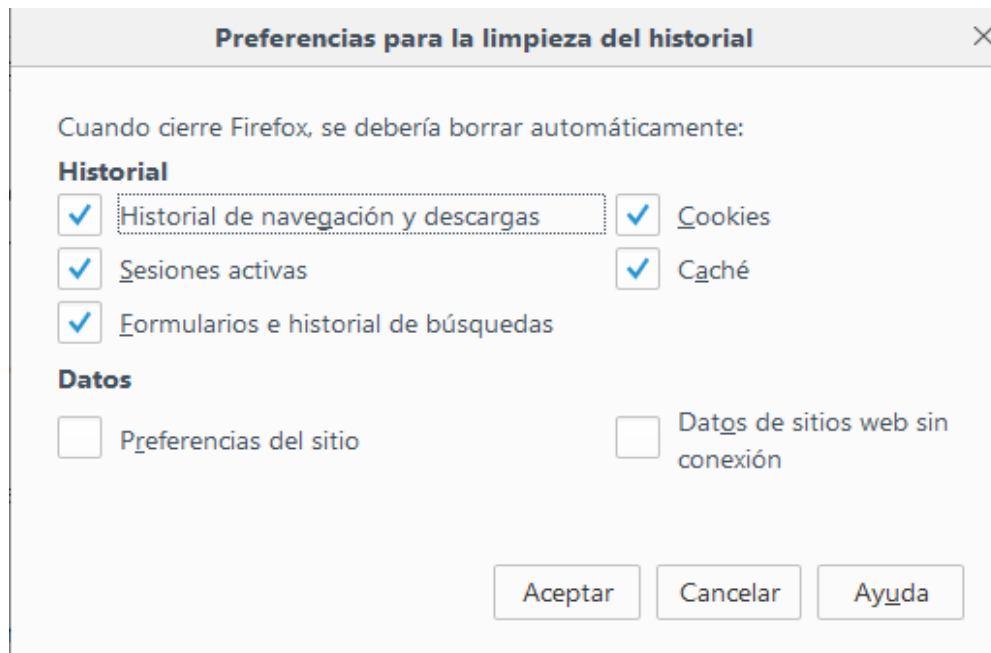 Preferencias para la limpieza del historial
Cuando cierre Firefox, se debería borrar automáticamente:
Historial
Historial de navegación y descargas
Cookies
Sesiones activas
Caché
Formularios e historial de búsquedas
Datos
Preferencias del sitio
Datos de sitios web sin
conexión
Aceptar
Cancelar
Ayuda